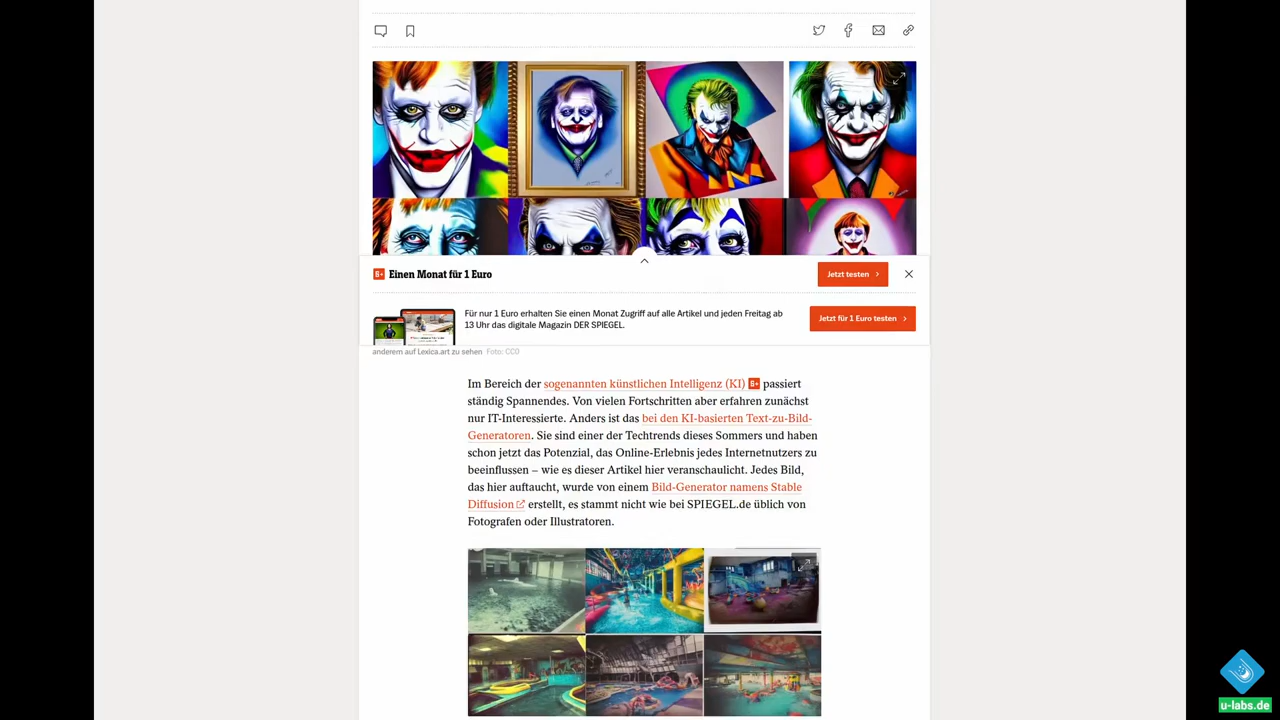 S+ Einen Monat für 1 Euro
Jetzt testen
Für nur 1 Euro erhalten Sie einen Monat Zugriff auf alle Artikel und jeden Freitag ab
13 Uhr das digitale Magazin DER SPIEGEL.
Jetzt für 1 Euro testen
anderem auf Lexica.art zu sehen Foto: CC0
Im Bereich der sogenannten künstlichen Intelligenz (KI) S+ passiert
ständig Spannendes. Von vielen Fortschritten aber erfahren zunächst
nur IT-Interessierte. Anders ist das bei den KI-basierten Text-zu-Bild-
Generatoren. Sie sind einer der Techtrends dieses Sommers und haben
schon jetzt das Potenzial, das Online-Erlebnis jedes Internetnutzers zu
beeinflussen – wie es dieser Artikel hier veranschaulicht. Jedes Bild,
das hier auftaucht, wurde von einem Bild-Generator namens Stable
Diffusion erstellt, es stammt nicht wie bei SPIEGEL.de üblich von
Fotografen oder Illustratoren.
u-labs.de